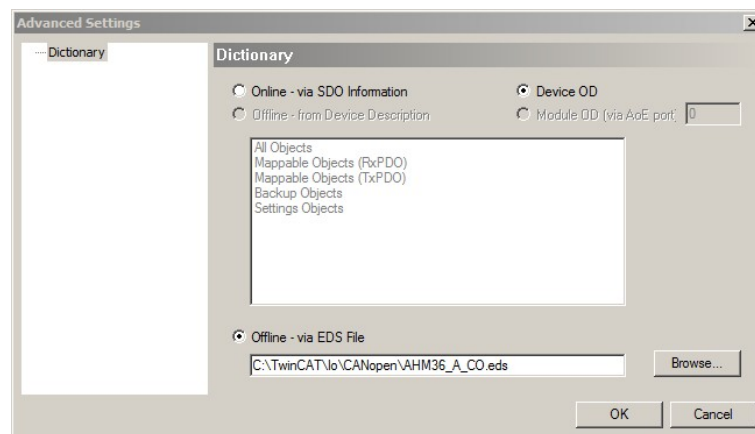 Advanced Settings
Dictionary
Dictionary
Online - via SDO Information
Device OD
Offline - from Device Description
Module OD (via AoE port)
0
All Objects
Mappable Objects (RxPDO)
Mappable Objects (TxPDO)
Backup Objects
Settings Objects
Offline - via EDS File
C:\TwinCAT\Io\CANopen\AHM36_A_CO.eds
Browse...
OK
Cancel